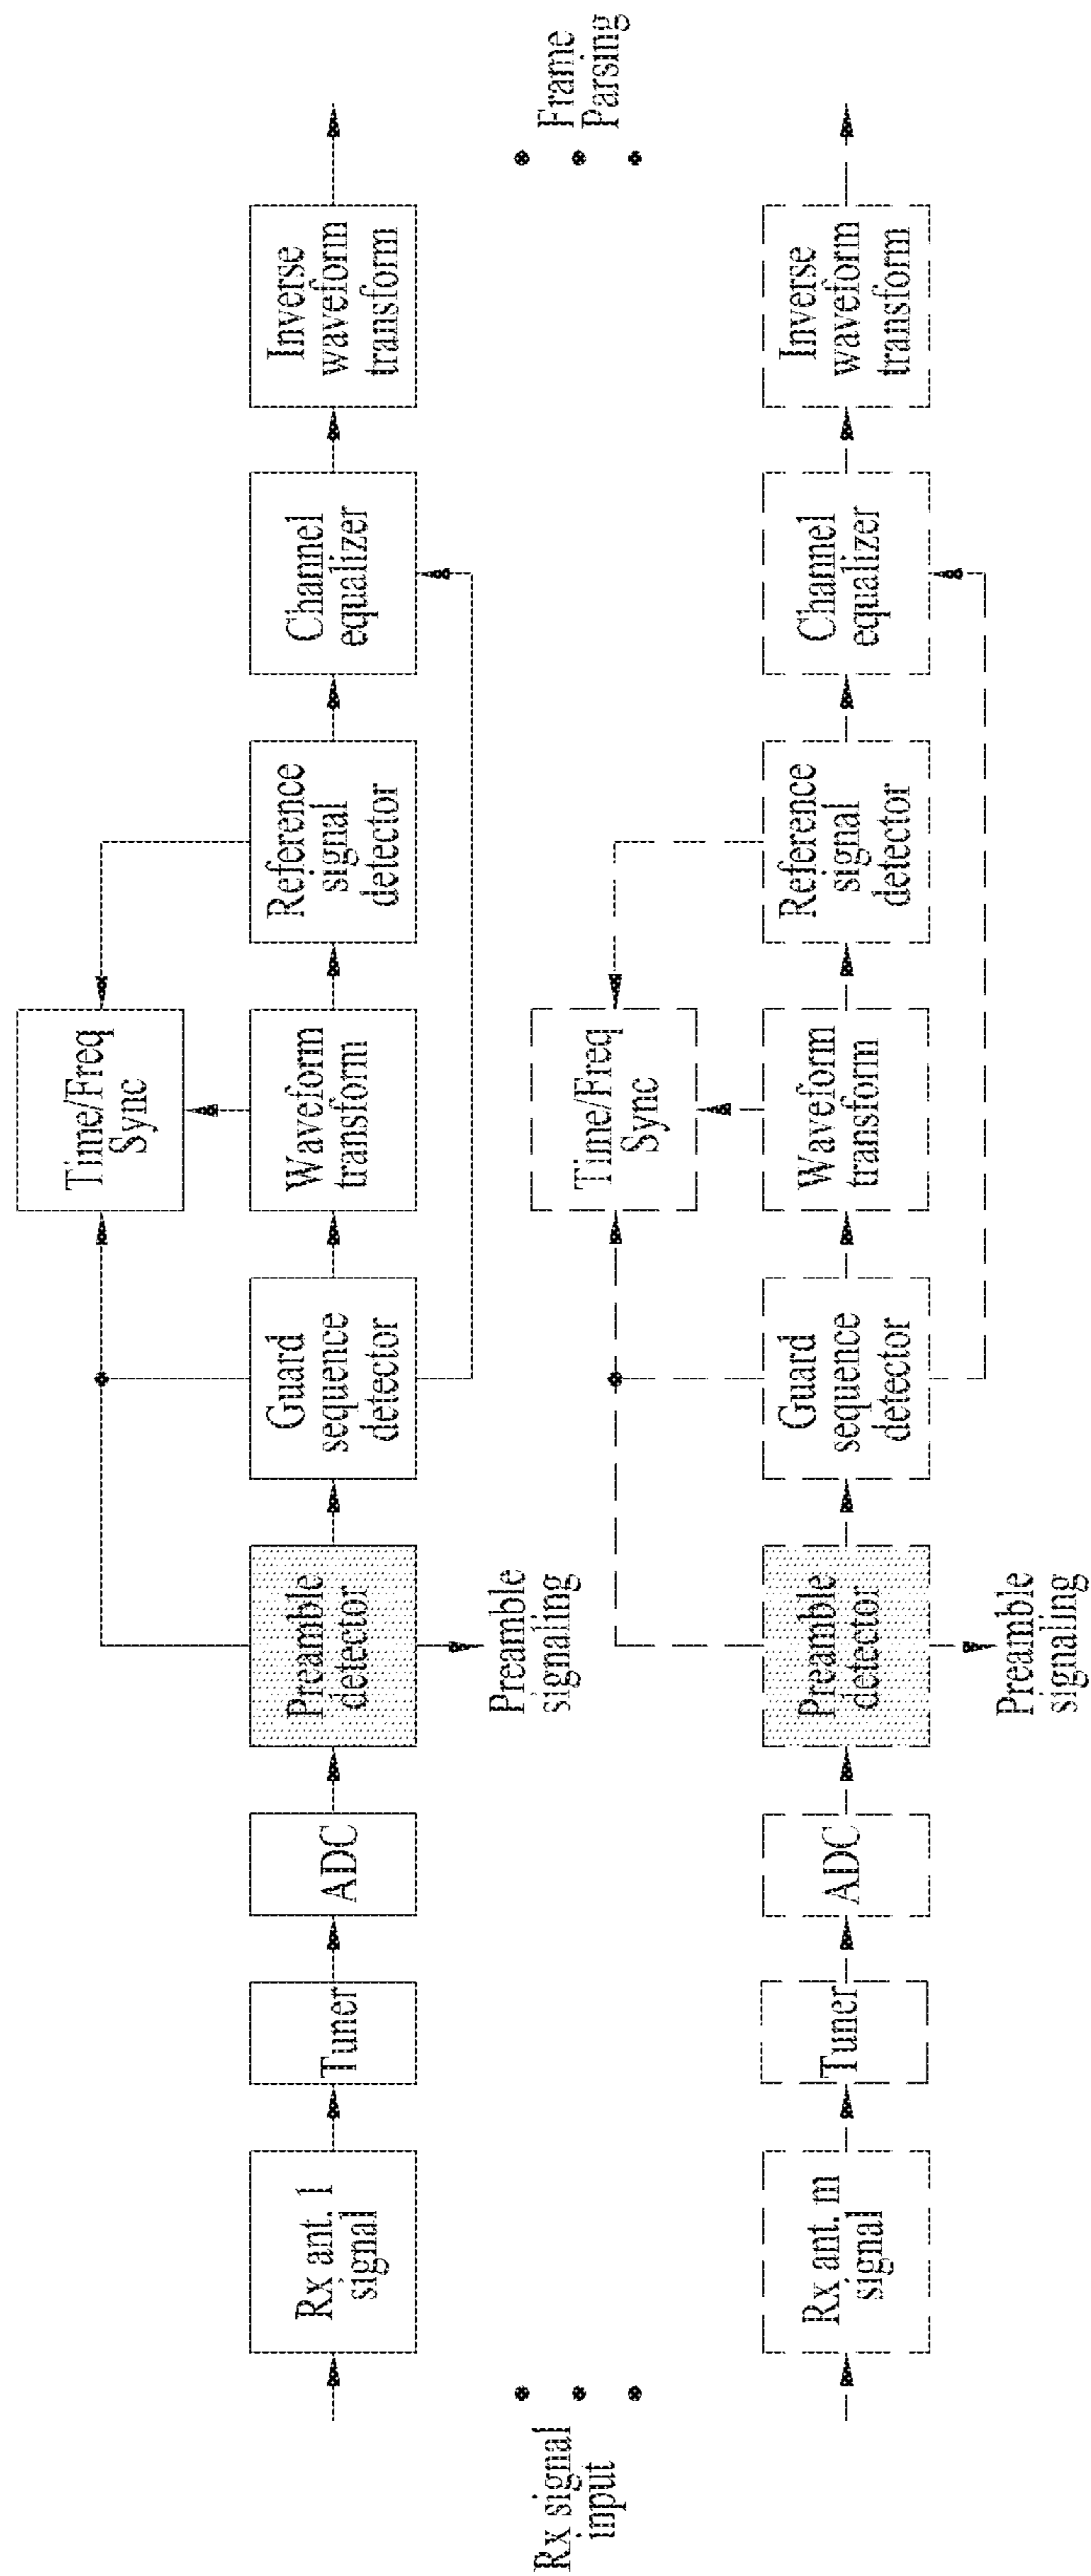 Rx signal
input
Rx ant. 1
signal
Tuner
ADC
Preamble
detector
Preamble
signaling
Guard
sequence
detector
Time/Freq
Sync
Waveform
transform
Reference
signal
detector
Channel
equalizer
Inverse
waveform
transform
Rx ant. m
signal
Tuner
ADC
Preamble
detector
Preamble
signaling
Guard
sequence
detector
Time/Freq
Sync
Waveform
transform
Reference
signal
detector
Channel
equalizer
Inverse
waveform
transform
Frame
Parsing